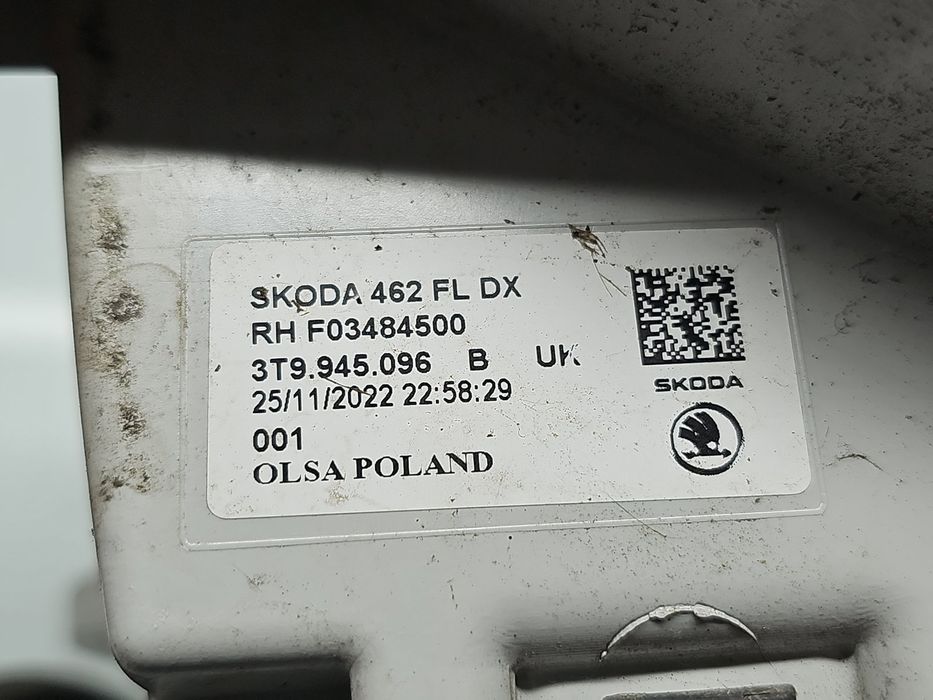 SKODA 462 FL DX
RH F03484500
3T9.945.096 B UK
25/11/2022 22:58:29
001
OLSA POLAND
SKODA